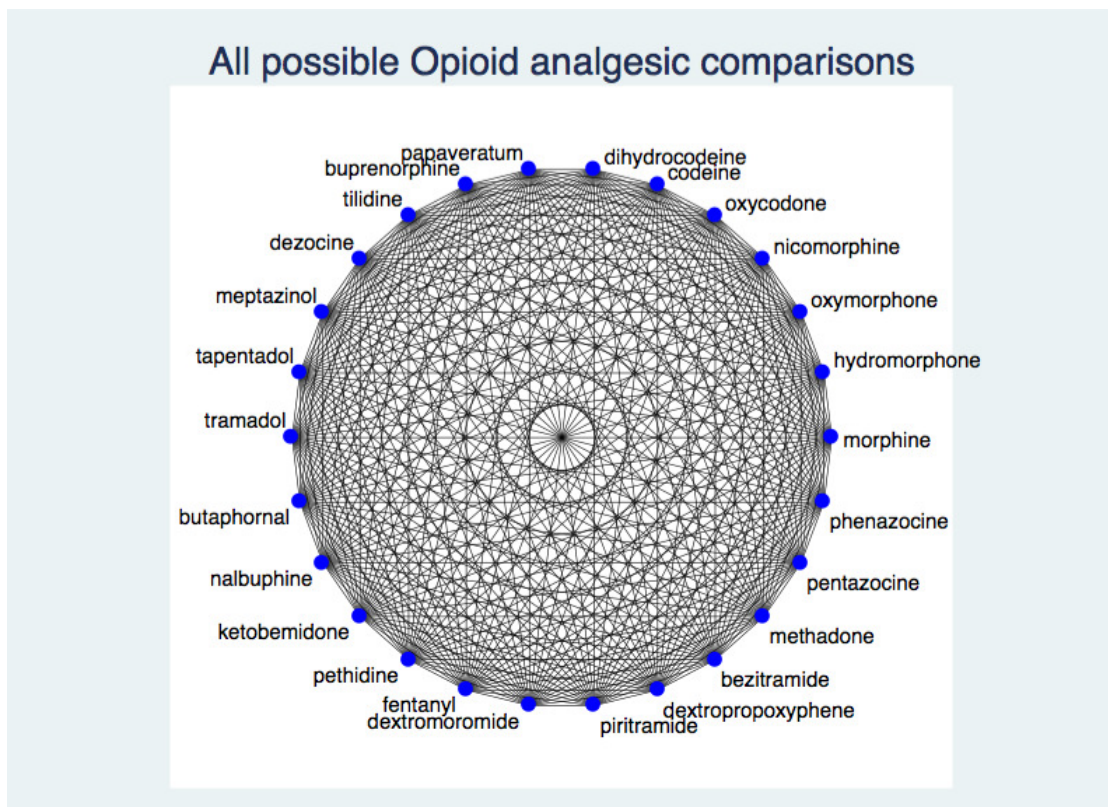 All possible Opioid analgesic comparisons
papaveratum
dihydrocodeine
buprenorphine
codeine
tilidine
oxycodone
dezocine
nicomorphine
meptazinol
oxymorphone
tapentadol
hydromorphone
tramadol
morphine
butaphornal
phenazocine
nalbuphine
pentazocine
ketobemidone
methadone
pethidine
bezitramide
fentanyl
dextropropoxyphene
dextromoromide
piritramide